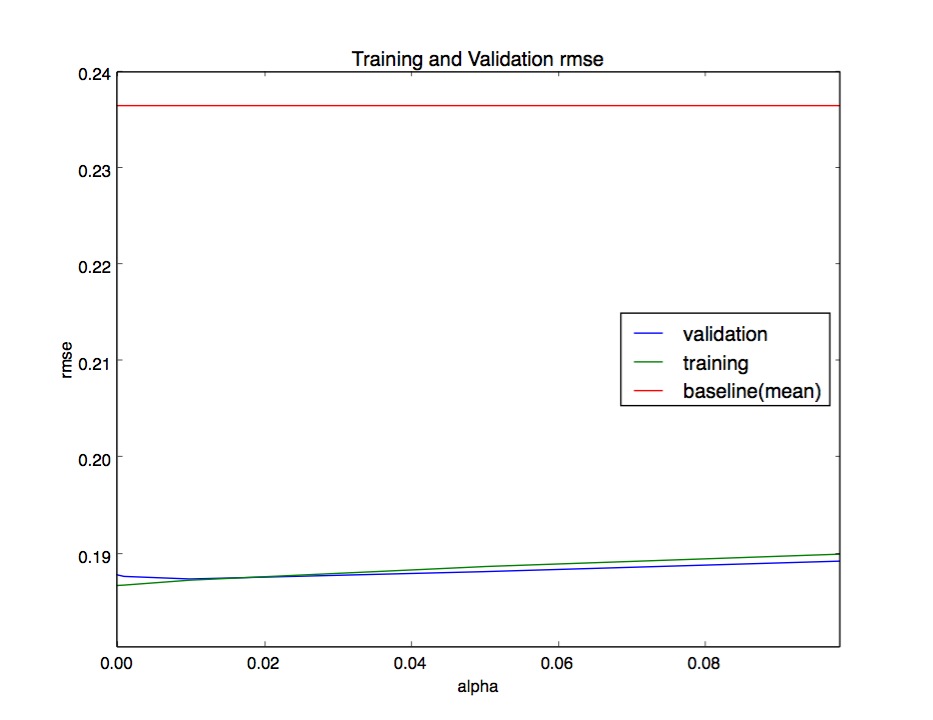 Training and Validation rmse
0.24
0.23
0.22
0.21
0.20
0.19
rmse
validation
training
baseline(mean)
0.00 0.02 0.04 0.06 0.08
alpha